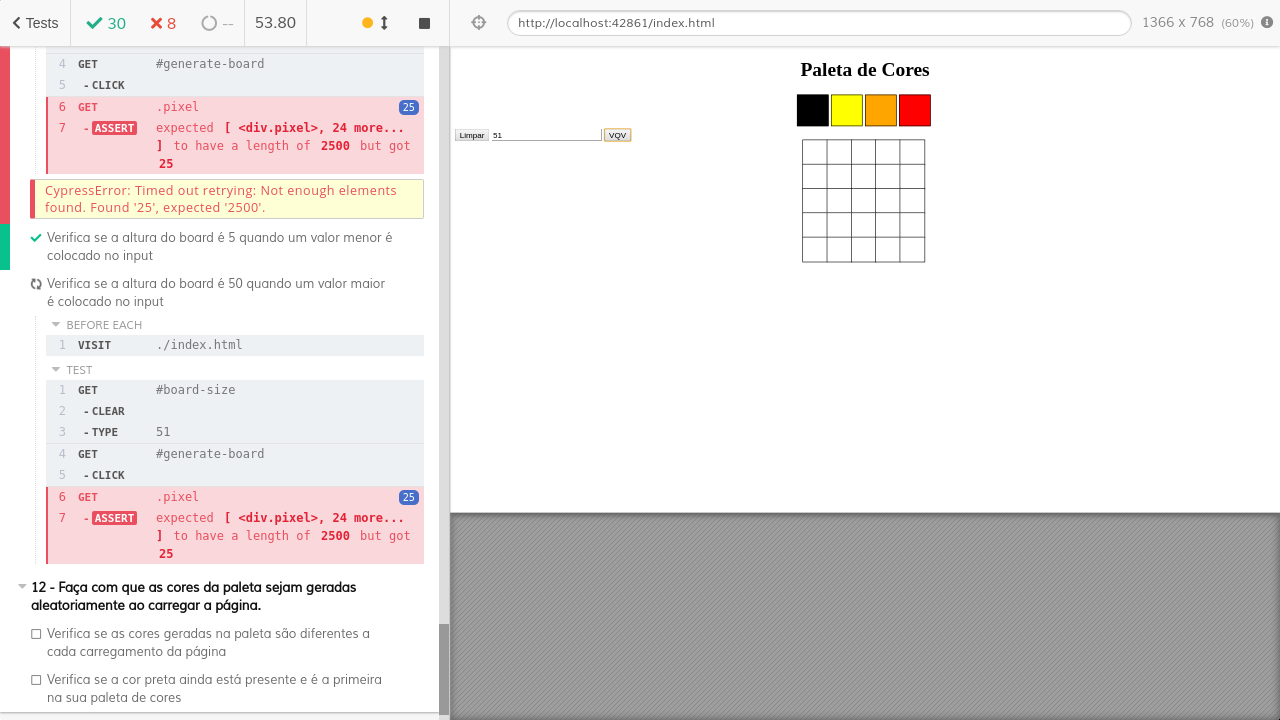 Tests
30
8
--
53.80
http://localhost:42861/index.html
1366 x 768 (60%)
4 GET #generate-board
5 - CLICK
6 GET .pixel 25
7 - ASSERT expected [ <div.pixel>, 24 more...
] to have a length of 2500 but got
25
CypressError: Timed out retrying: Not enough elements
found. Found '25', expected '2500'.
Verifica se a altura do board é 5 quando um valor menor é
colocado no input
Verifica se a altura do board é 50 quando um valor maior
é colocado no input
BEFORE EACH
1 VISIT ./index.html
TEST
1 GET #board-size
2 - CLEAR
3 - TYPE 51
4 GET #generate-board
5 - CLICK
6 GET .pixel 25
7 - ASSERT expected [ <div.pixel>, 24 more...
] to have a length of 2500 but got
25
12 - Faça com que as cores da paleta sejam geradas
aleatoriamente ao carregar a página.
Verifica se as cores geradas na paleta são diferentes a
cada carregamento da página
Verifica se a cor preta ainda está presente e é a primeira
na sua paleta de cores
Paleta de Cores
Limpar 51 VQV